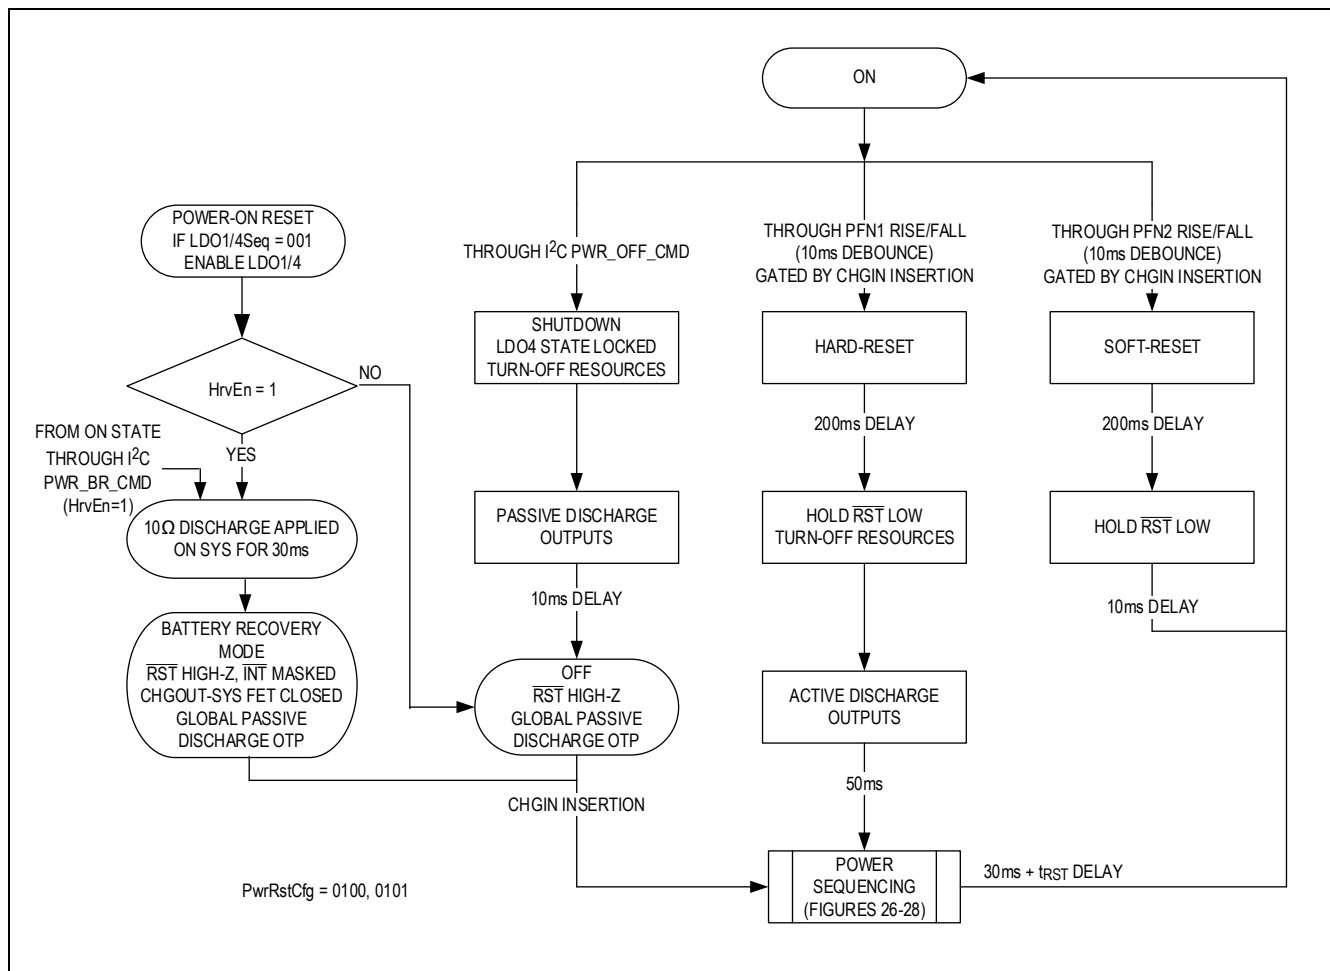 ON
POWER-ON RESET
IF LDO1/4Seq = 001
ENABLE LDO1/4
HrvEn = 1
NO
YES
FROM ON STATE
THROUGH I²C
PWR_BR_CMD
(HrvEn=1)
10Ω DISCHARGE APPLIED
ON SYS FOR 30ms
BATTERY RECOVERY
MODE
R̅S̅T̅ HIGH-Z, I̅N̅T̅ MASKED
CHGOUT-SYS FET CLOSED
GLOBAL PASSIVE
DISCHARGE OTP
THROUGH I²C PWR_OFF_CMD
SHUTDOWN
LDO4 STATE LOCKED
TURN-OFF RESOURCES
PASSIVE DISCHARGE
OUTPUTS
10ms DELAY
OFF
R̅S̅T̅ HIGH-Z
GLOBAL PASSIVE
DISCHARGE OTP
CHGIN INSERTION
THROUGH PFN1 RISE/FALL
(10ms DEBOUNCE)
GATED BY CHGIN INSERTION
HARD-RESET
200ms DELAY
HOLD R̅S̅T̅ LOW
TURN-OFF RESOURCES
ACTIVE DISCHARGE
OUTPUTS
50ms
POWER
SEQUENCING
(FIGURES 26-28)
30ms + tRST DELAY
THROUGH PFN2 RISE/FALL
(10ms DEBOUNCE)
GATED BY CHGIN INSERTION
SOFT-RESET
200ms DELAY
HOLD R̅S̅T̅ LOW
10ms DELAY
PwrRstCfg = 0100, 0101